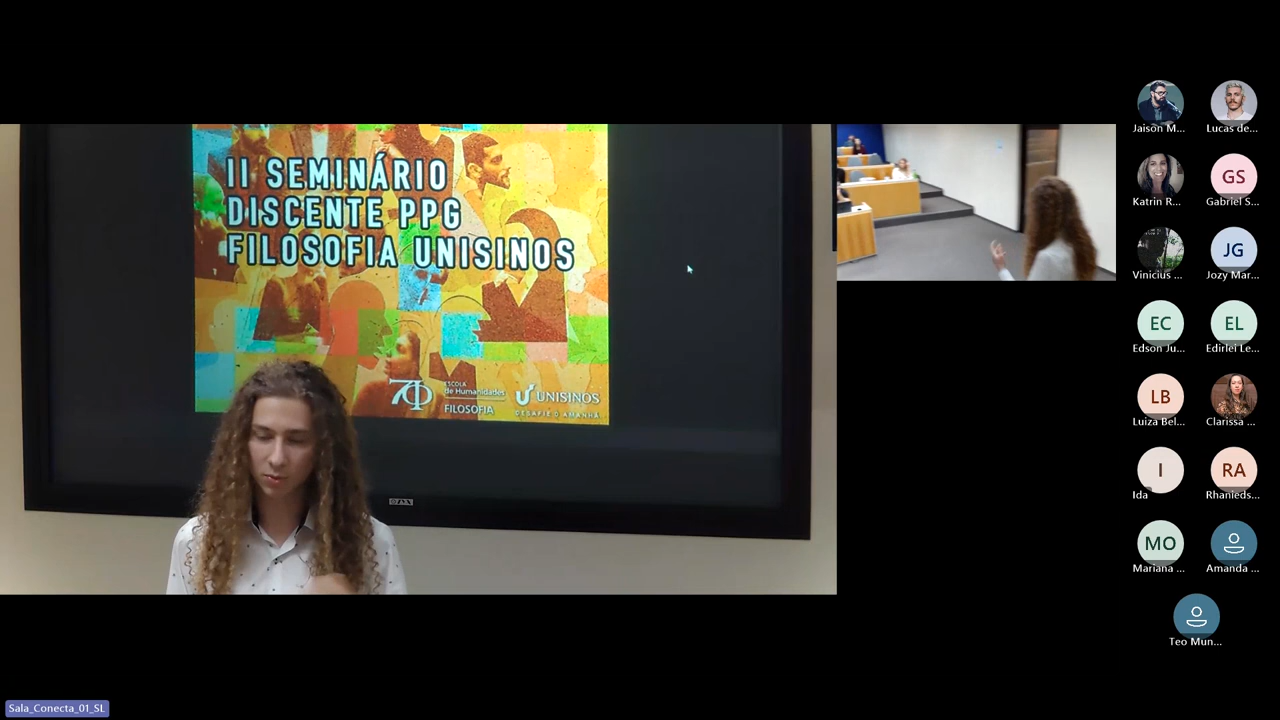 II SEMINÁRIO
DISCENTE PPG
FILOSOFIA UNISINOS
ESCOLA
de Humanidades
FILOSOFIA
UNISINOS
DESAFIE O AMANHÃ.
Jaison M...
Lucas de...
Katrin R...
GS
Gabriel S...
Vinicius ...
JG
Jozy Mar...
EC
Edson Ju...
EL
Edirlei Le...
LB
Luiza Bel...
Clarissa ...
I
Ida
RA
Rhanieds...
MO
Mariana ...
Amanda ...
Teo Mun...
Sala_Conecta_01_SL